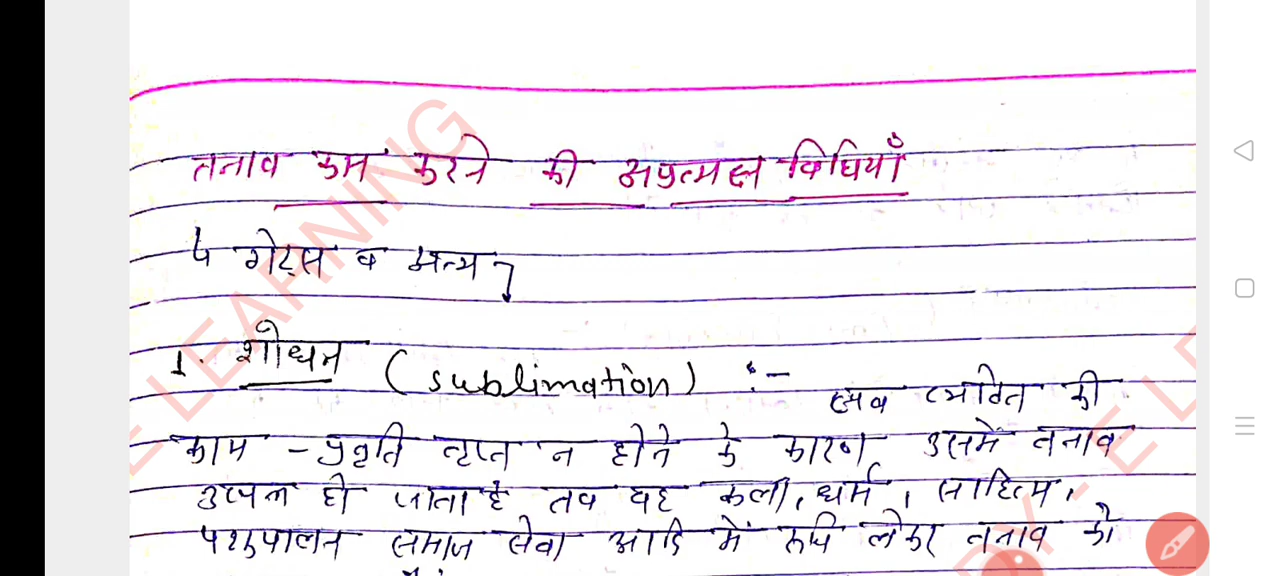 तनाव कम करने की अप्रत्यक्ष विधियाँ
गेट्स व अन्य
1. शोधन (sublimation) :-
जब व्यक्ति की
काम - प्रवृति तृप्त न होने के कारण उसमें तनाव
उत्पन्न हो जाता है तब वह कला, धर्म, साहित्य,
पशुपालन समाज सेवा आदि में रूचि लेकर तनाव को
E LEARNING